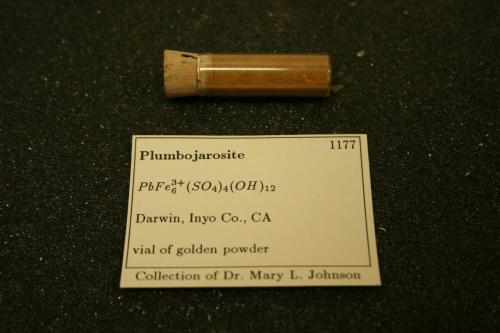 1177
Plumbojarosite
PbFe₆³⁺(SO₄)₄(OH)₁₂
Darwin, Inyo Co., CA
vial of golden powder
Collection of Dr. Mary L. Johnson